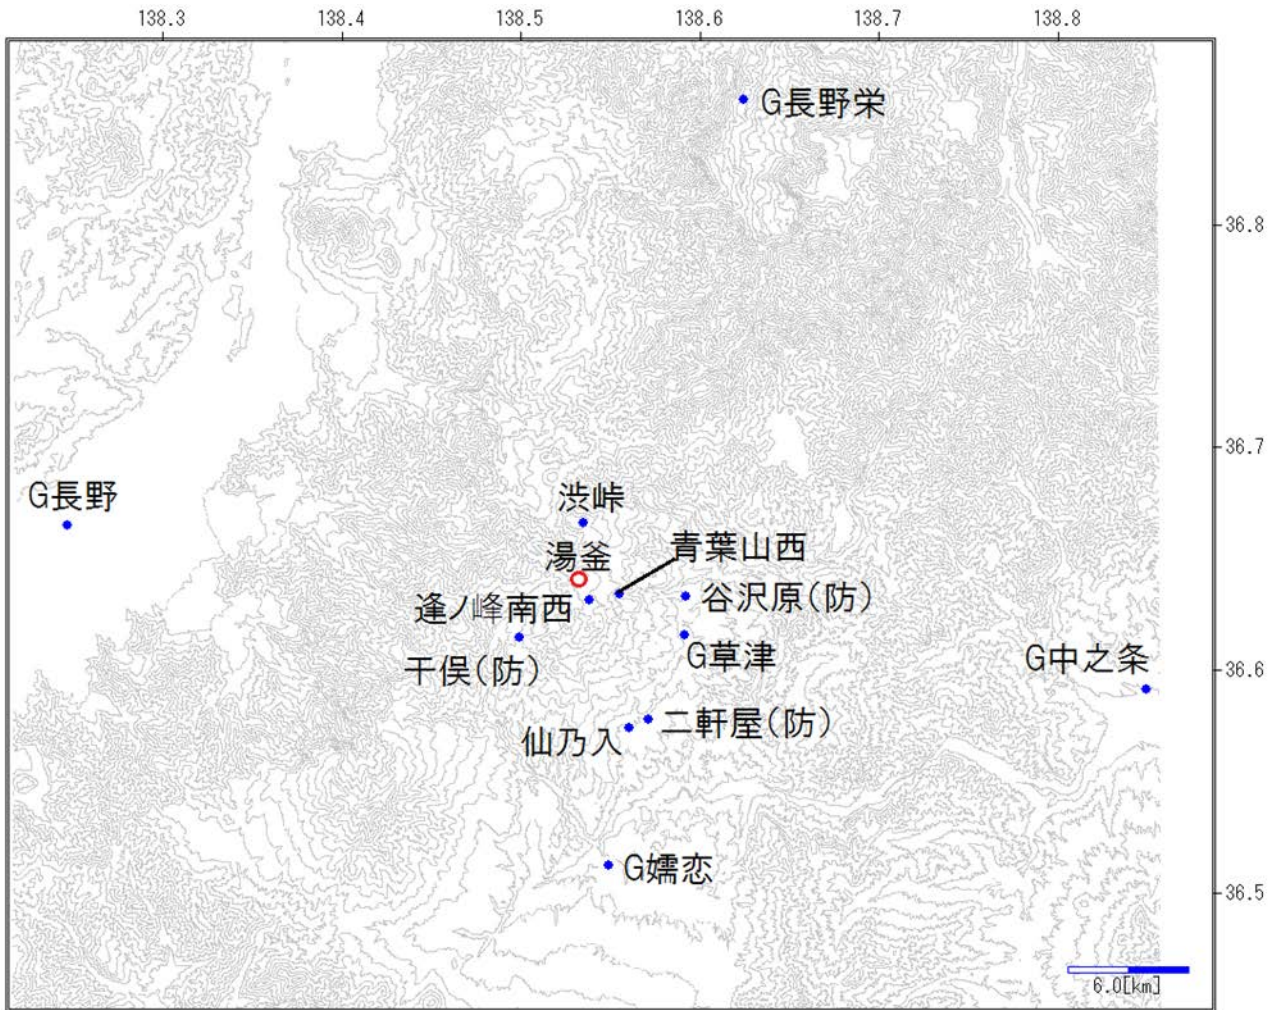 138.3 138.4 138.5 138.6 138.7 138.8
G長野栄
36.8
36.7
G長野
渋峠
青葉山西
湯釜
谷沢原(防)
逢ノ峰南西
G草津
干俣(防)
G中之条
36.6
二軒屋(防)
仙乃入
G嬬恋
36.5
6.0[km]